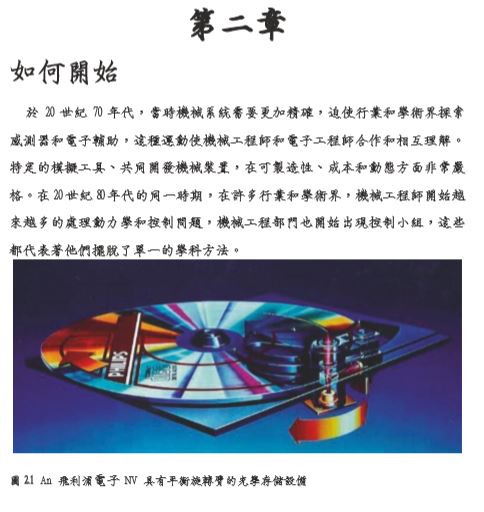 第二章
如何開始
於 20 世紀 70 年代，當時機械系統需要更加精確，迫使行業和學術界探索
感測器和電子輔助，這種運動使機械工程師和電子工程師合作和相互理解。
特定的模擬工具、共同開發機械裝置，在可製造性、成本和動態方面非常嚴
格。在 20 世紀 80 年代的同一時期，在許多行業和學術界，機械工程師開始越
來越多的處理動力學和控制問題，機械工程部門也開始出現控制小組，這些
都代表著他們擺脫了單一的學科方法。
PHILIPS
圖 2.1 An 飛利浦電子 NV 具有平衡旋轉臂的光學存儲設備